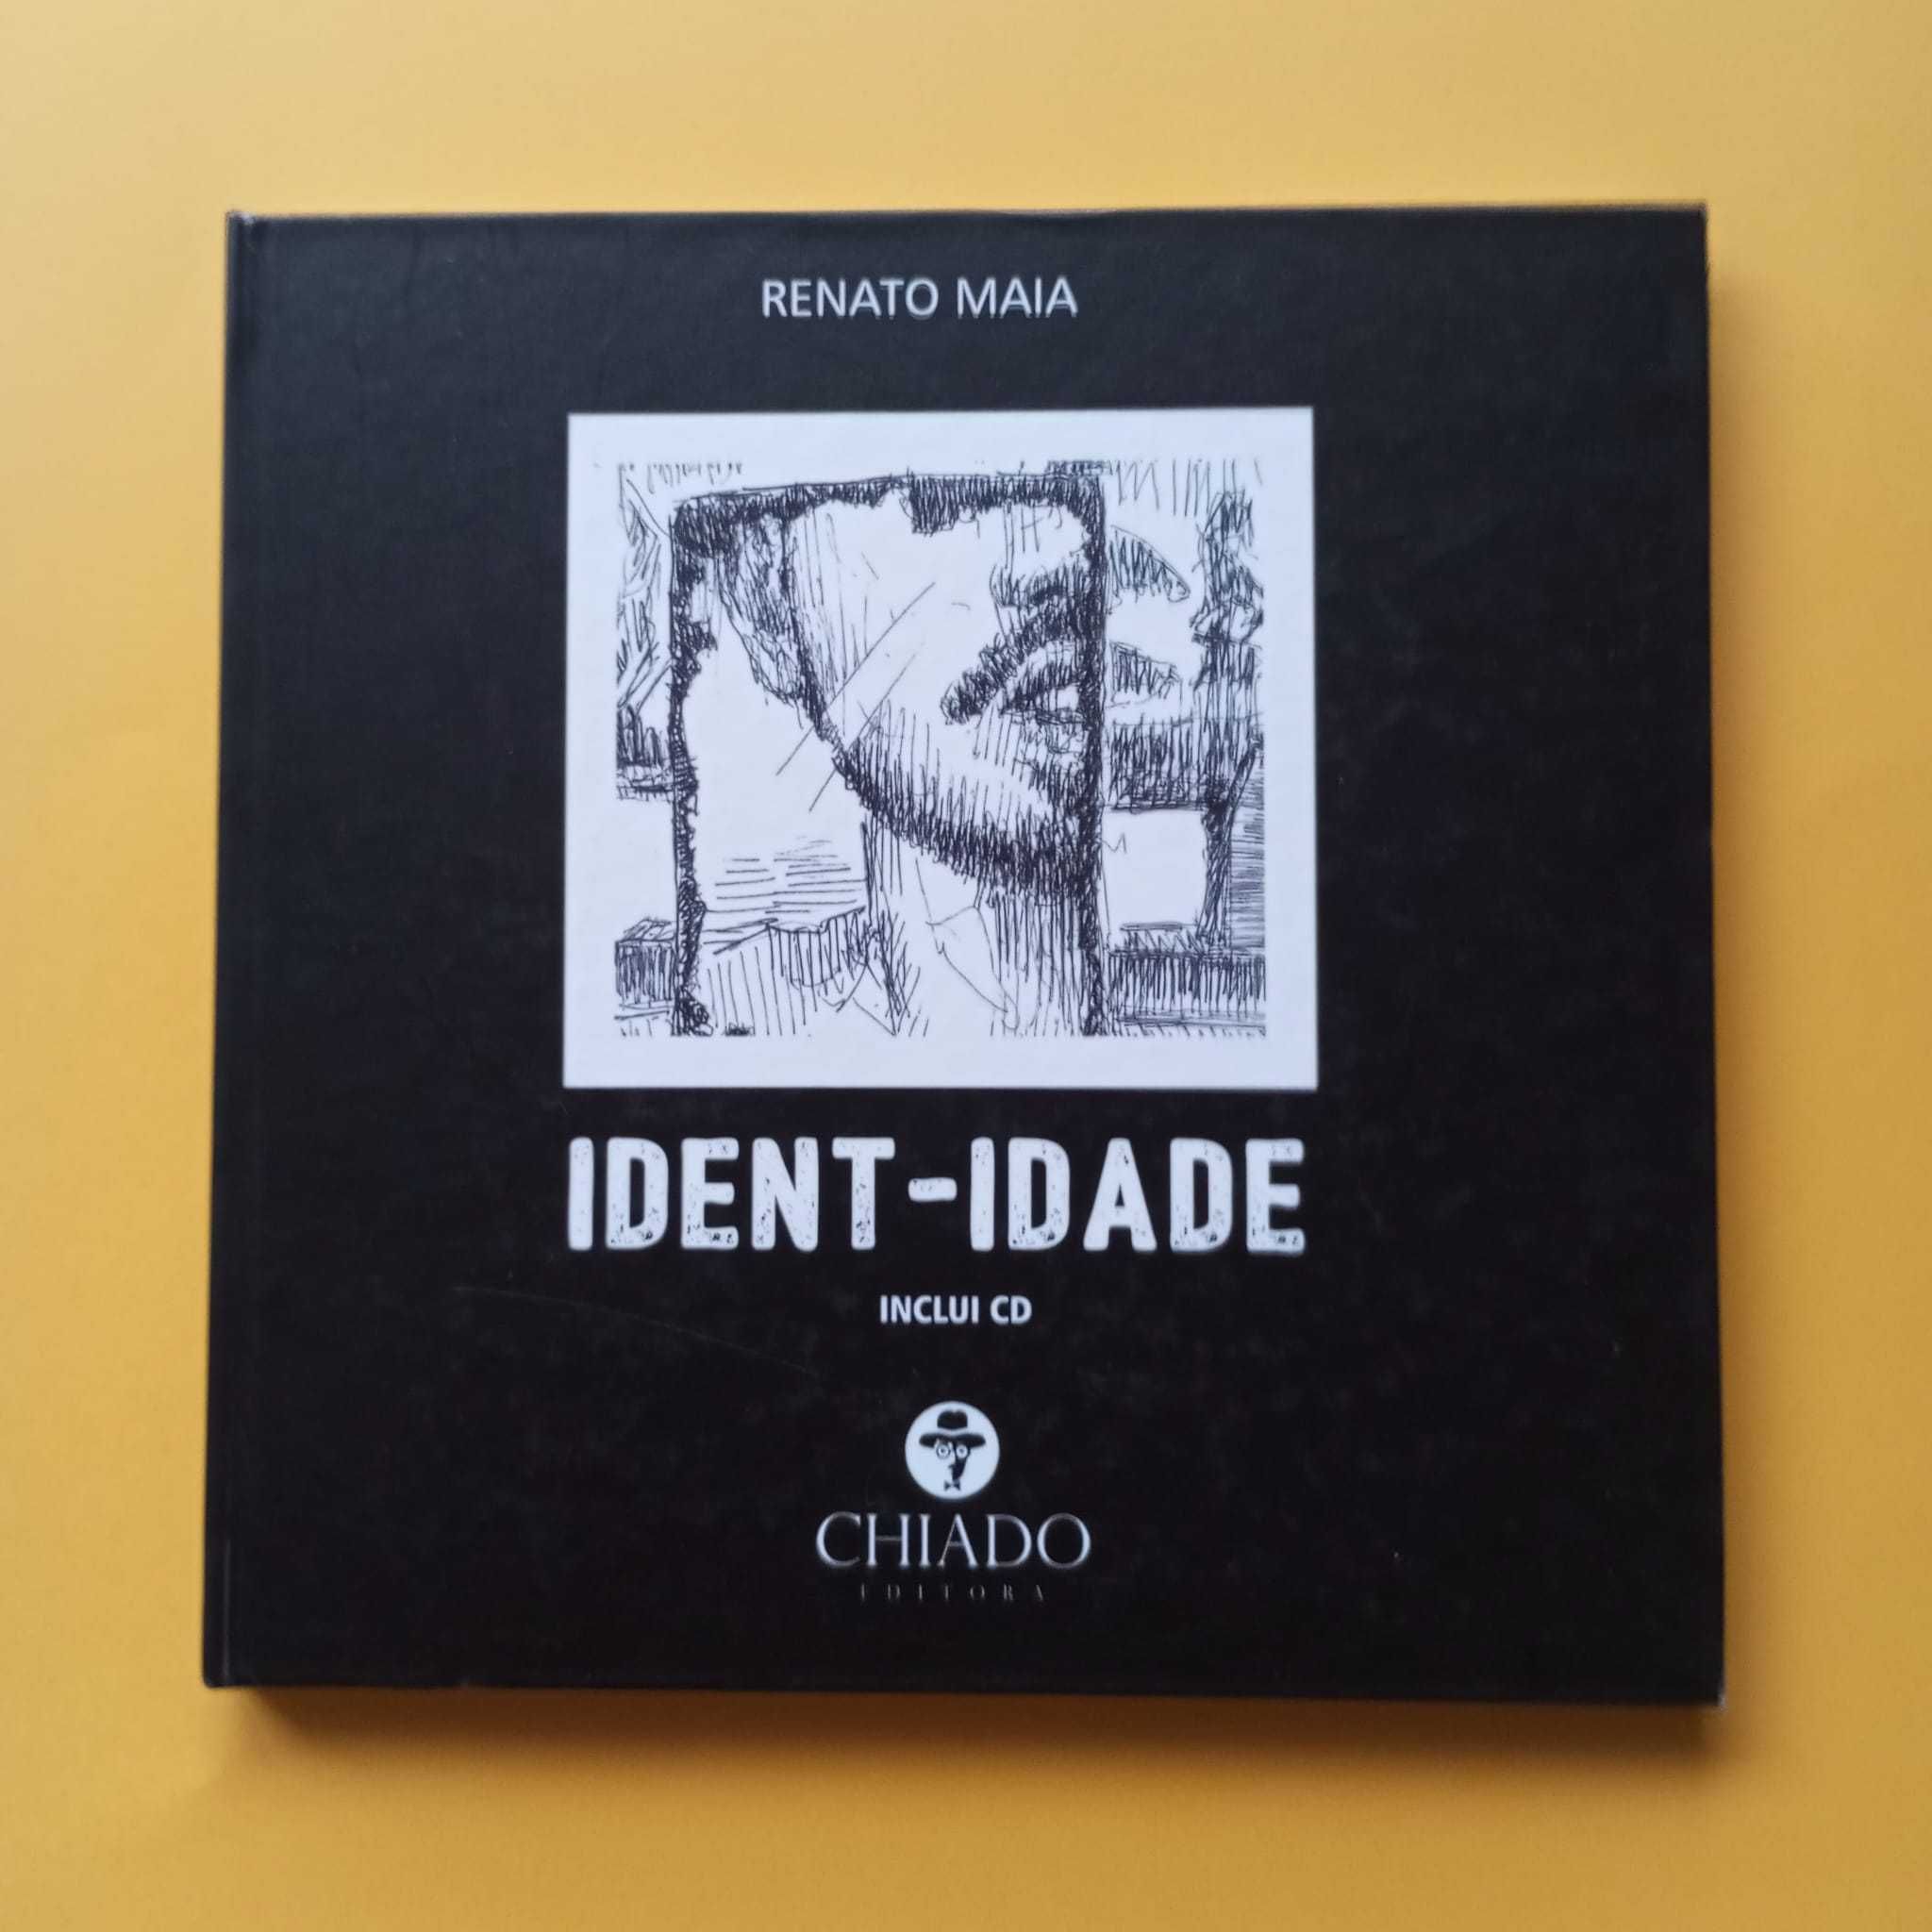 RENATO MAIA
IDENT-IDADE
INCLUI CD
CHIADO
EDITORA